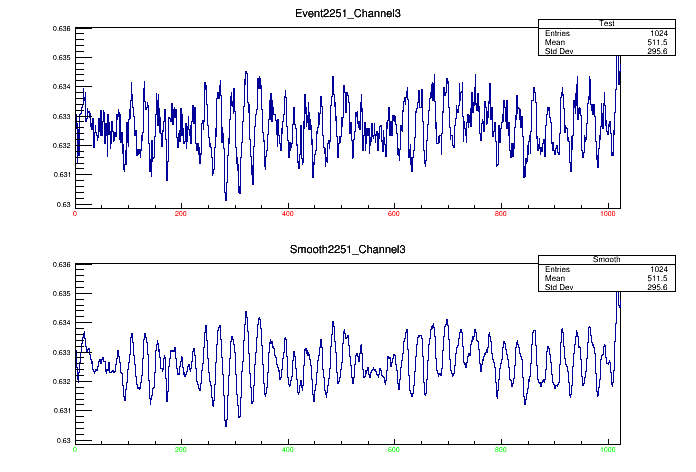 Event2251_Channel3
Test
Entries 1024
Mean 511.5
Std Dev 295.6
0.636
0.635
0.634
0.633
0.632
0.631
0.63
0 200 400 600 800 1000
Smooth2251_Channel3
Smooth
Entries 1024
Mean 511.5
Std Dev 295.6
0.636
0.635
0.634
0.633
0.632
0.631
0.63
0 200 400 600 800 1000